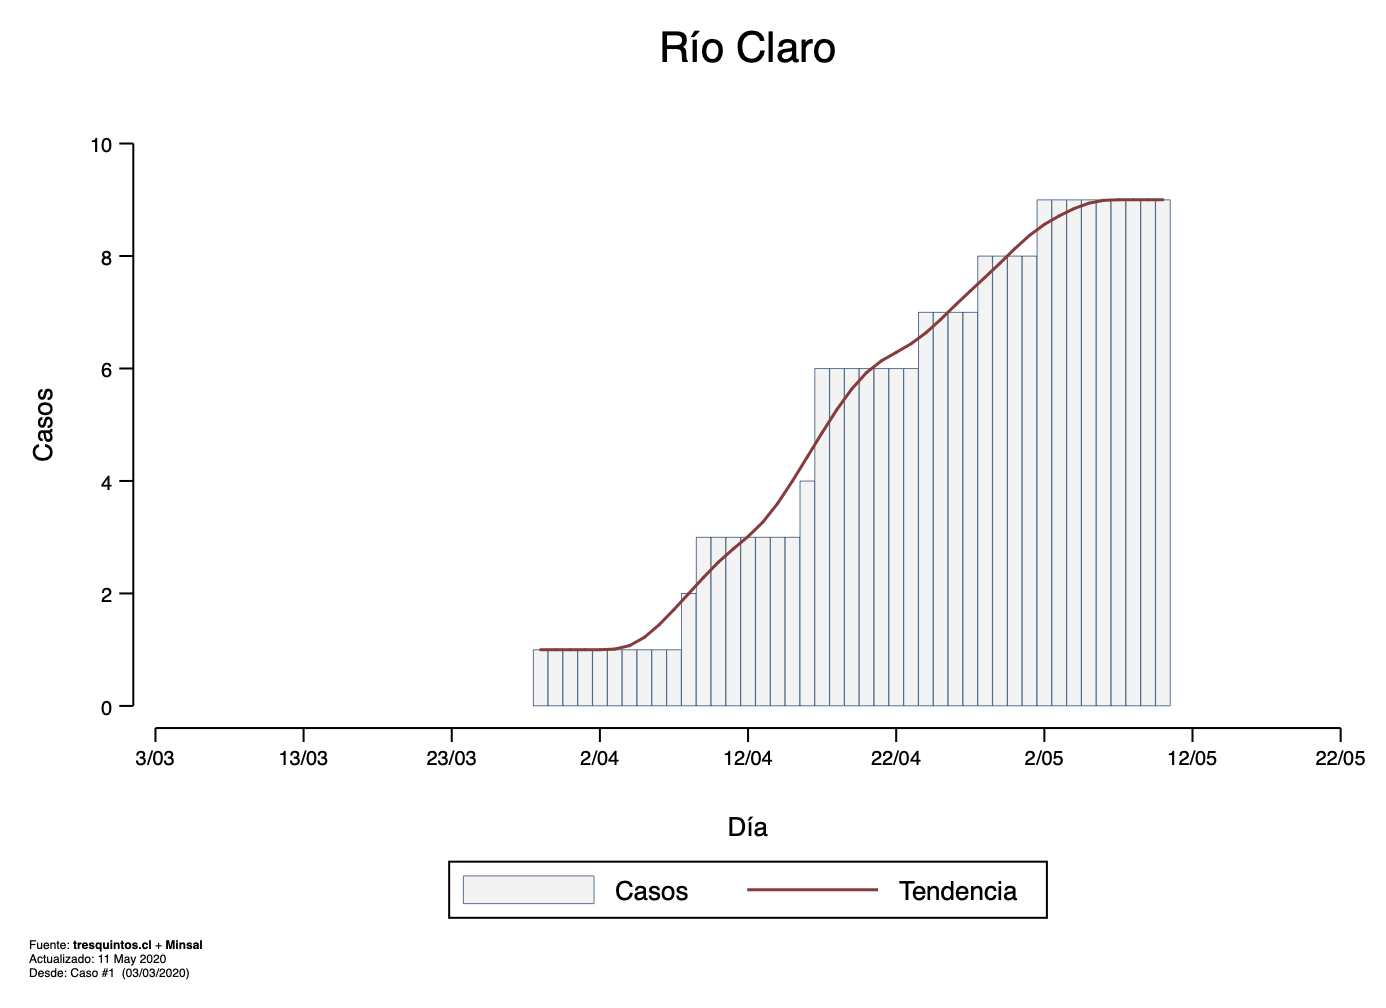 Río Claro
10
8
6
4
2
0
Casos
3/03 13/03 23/03 2/04 12/04 22/04 2/05 12/05 22/05
Día
Casos Tendencia
Fuente: tresquintos.cl + Minsal
Actualizado: 11 May 2020
Desde: Caso #1 (03/03/2020)